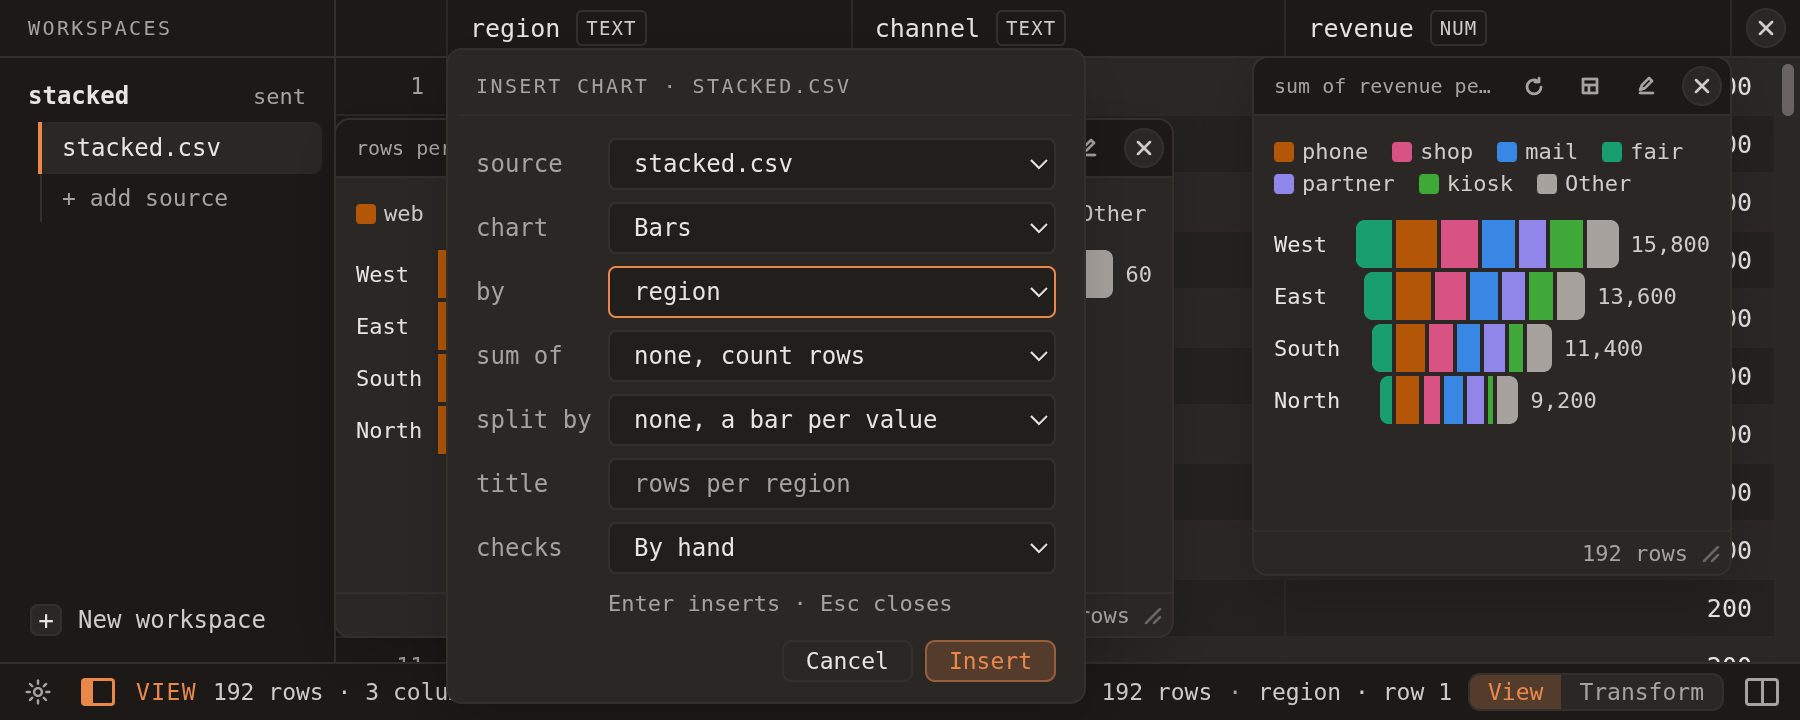 WORKSPACES
region TEXT
channel TEXT
revenue NUM
stacked sent
stacked.csv
+ add source
+ New workspace
1
11
rows per
web
Other
West
60
East
South
North
rows
INSERT CHART · STACKED.CSV
source stacked.csv
chart Bars
by region
sum of none, count rows
split by none, a bar per value
title rows per region
checks By hand
Enter inserts · Esc closes
Cancel Insert
sum of revenue pe…
phone shop mail fair
partner kiosk Other
West 15,800
East 13,600
South 11,400
North 9,200
192 rows
200
200
VIEW 192 rows · 3 colu
192 rows · region · row 1
View Transform